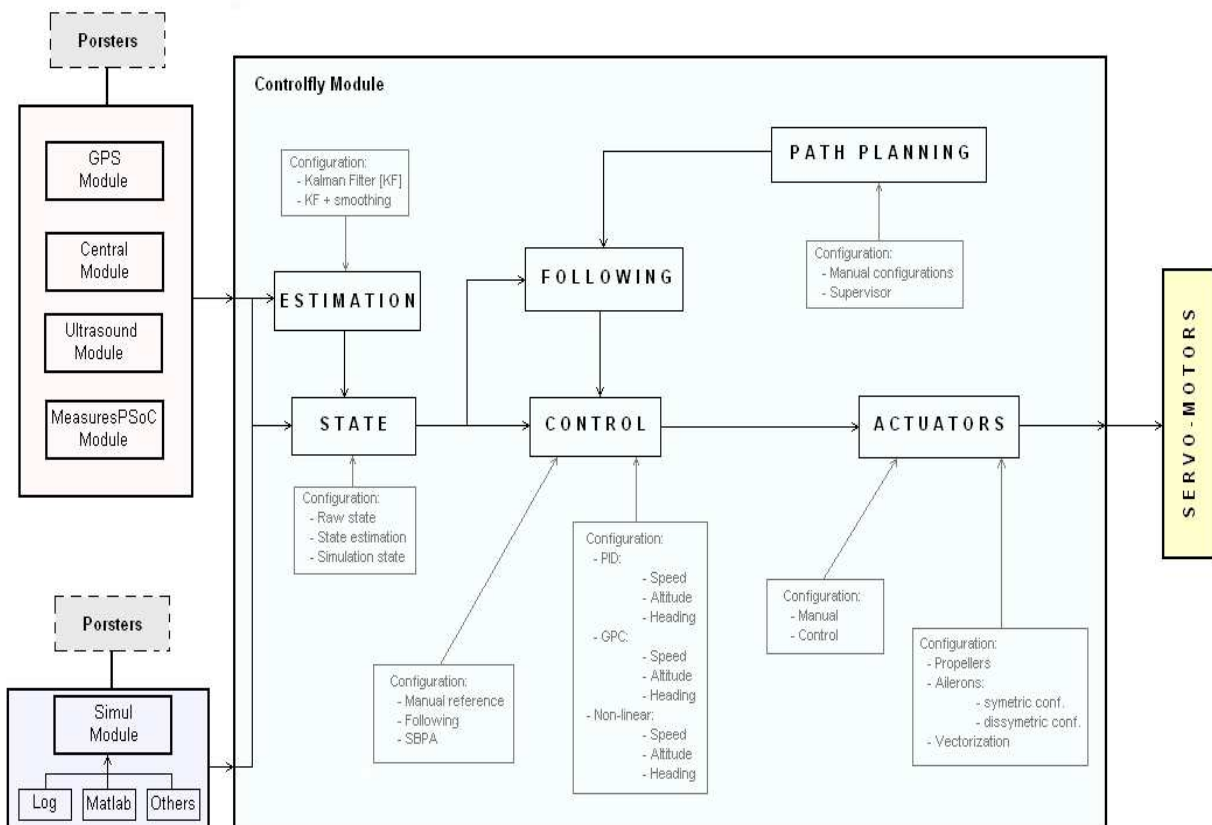 Porsters
GPS
Module
Central
Module
Ultrasound
Module
MeasuresPSoC
Module
Porsters
Simul
Module
Log
Matlab
Others
Controlfly Module
Configuration:
- Kalman Filter [KF]
- KF + smoothing
ESTIMATION
STATE
Configuration:
- Raw state
- State estimation
- Simulation state
PATH PLANNING
Configuration:
- Manual configurations
- Supervisor
FOLLOWING
CONTROL
Configuration:
- Manual reference
- Following
- SBPA
Configuration:
- PID:
- Speed
- Altitude
- Heading
- GPC:
- Speed
- Altitude
- Heading
- Non-linear:
- Speed
- Altitude
- Heading
ACTUATORS
Configuration:
- Manual
- Control
Configuration:
- Propellers
- Ailerons:
- symetric conf.
- dissymetric conf.
- Vectorization
SERVO-MOTORS